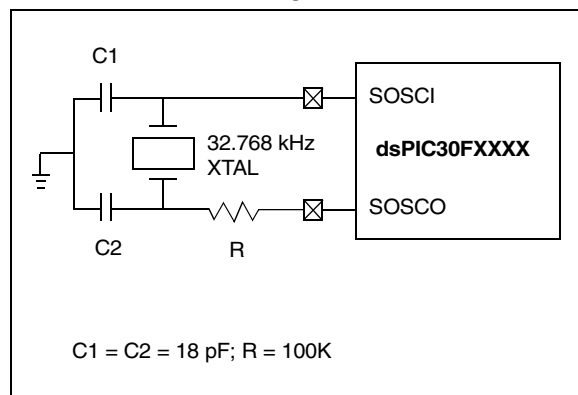 C1
SOSCI
32.768 kHz
XTAL
dsPIC30FXXXX
SOSCO
C2
R
C1 = C2 = 18 pF; R = 100K